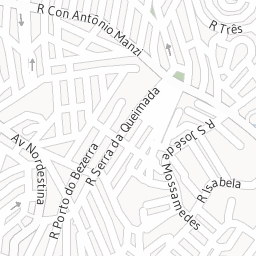 R Con Antônio Manzi
R Três
R Serra da Queimada
R S José de Mossamedes
Av Nordestina
R Porto do Bezerra
R Isabela